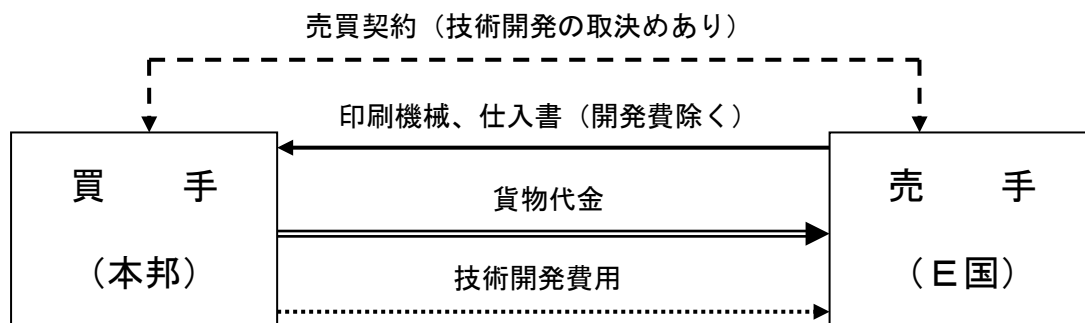 売買契約（技術開発の取決めあり）
印刷機械、仕入書（開発費除く）
買　　手
（本邦）
貨物代金
技術開発費用
売　　手
（Ｅ国）